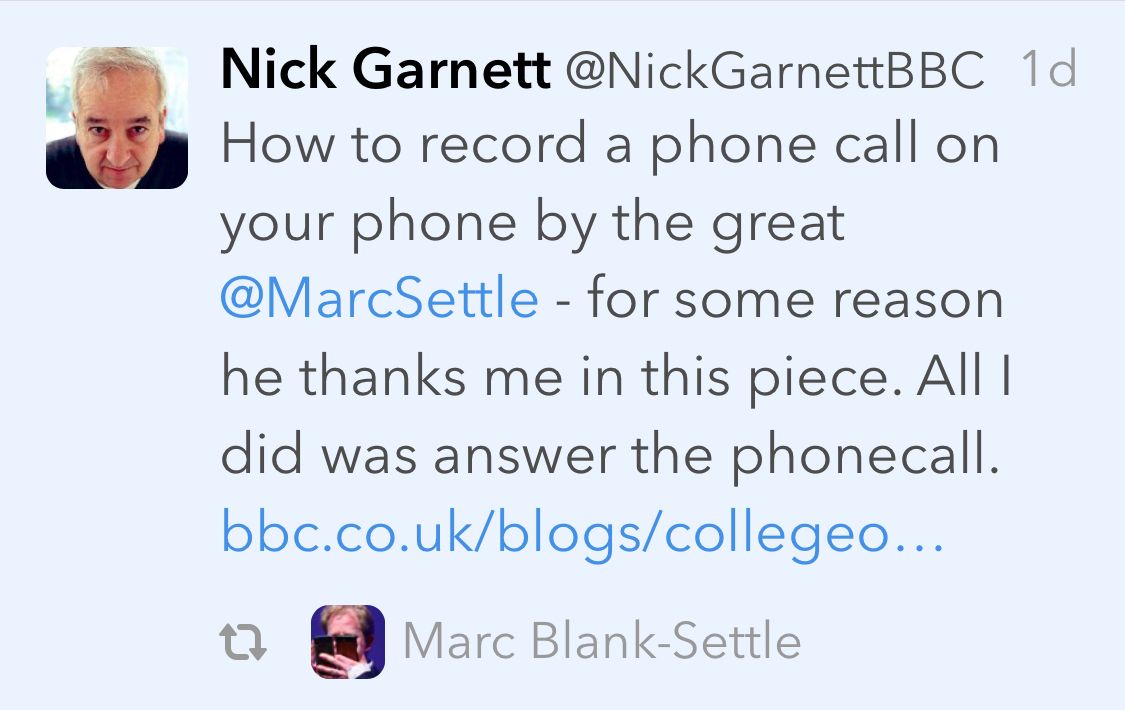 Nick Garnett @NickGarnettBBC 1d
How to record a phone call on
your phone by the great
@MarcSettle - for some reason
he thanks me in this piece. All I
did was answer the phonecall.
bbc.co.uk/blogs/collegeo...
Marc Blank-Settle